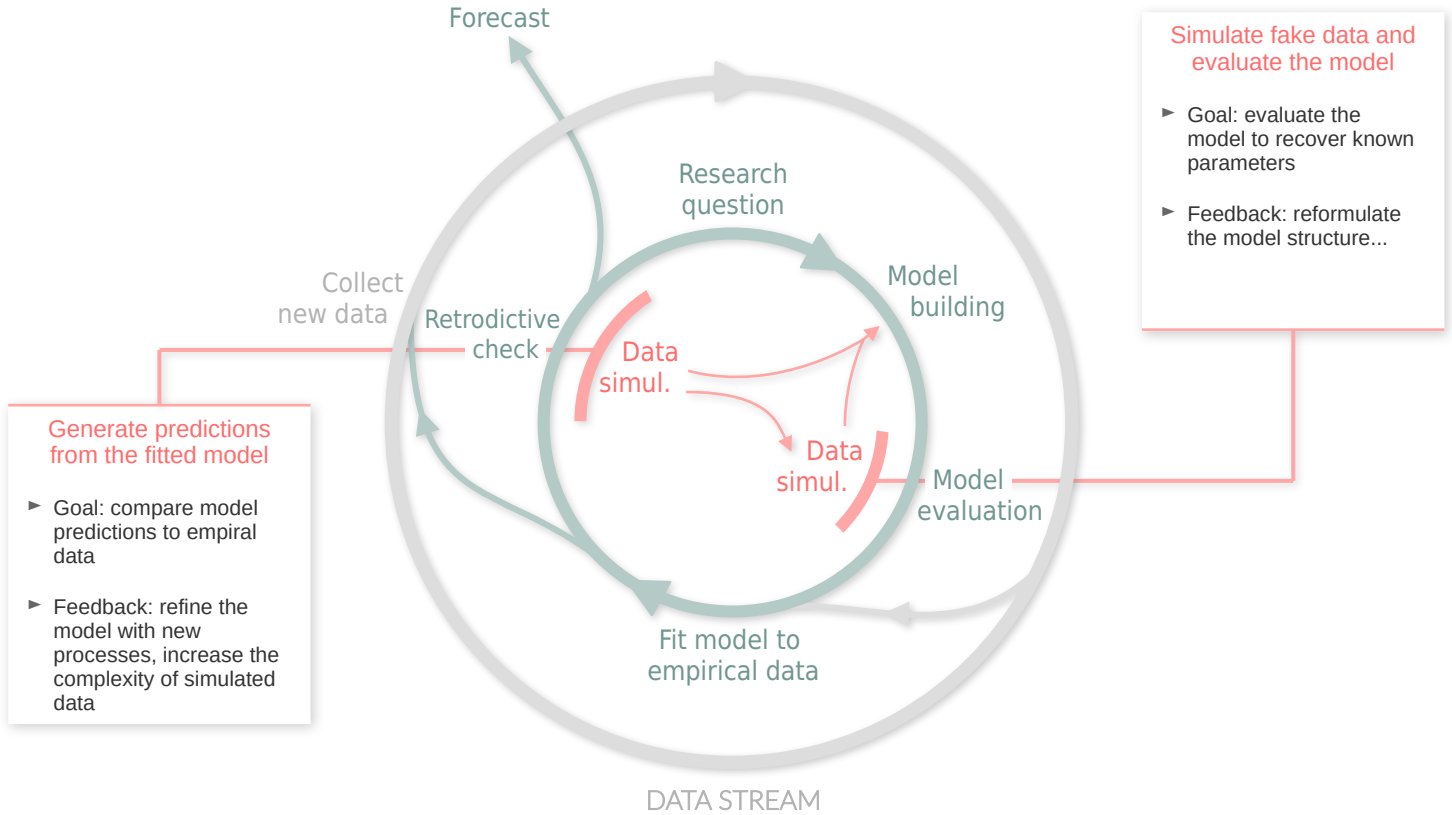 Forecast
Simulate fake data and
evaluate the model
► Goal: evaluate the
model to recover known
parameters
► Feedback: reformulate
the model structure...
Research
question
Model
building
Collect
new data
Retrodictive
check
Data
simul.
Data
simul.
Model
evaluation
Generate predictions
from the fitted model
► Goal: compare model
predictions to empiral
data
► Feedback: refine the
model with new
processes, increase the
complexity of simulated
data
Fit model to
empirical data
DATA STREAM